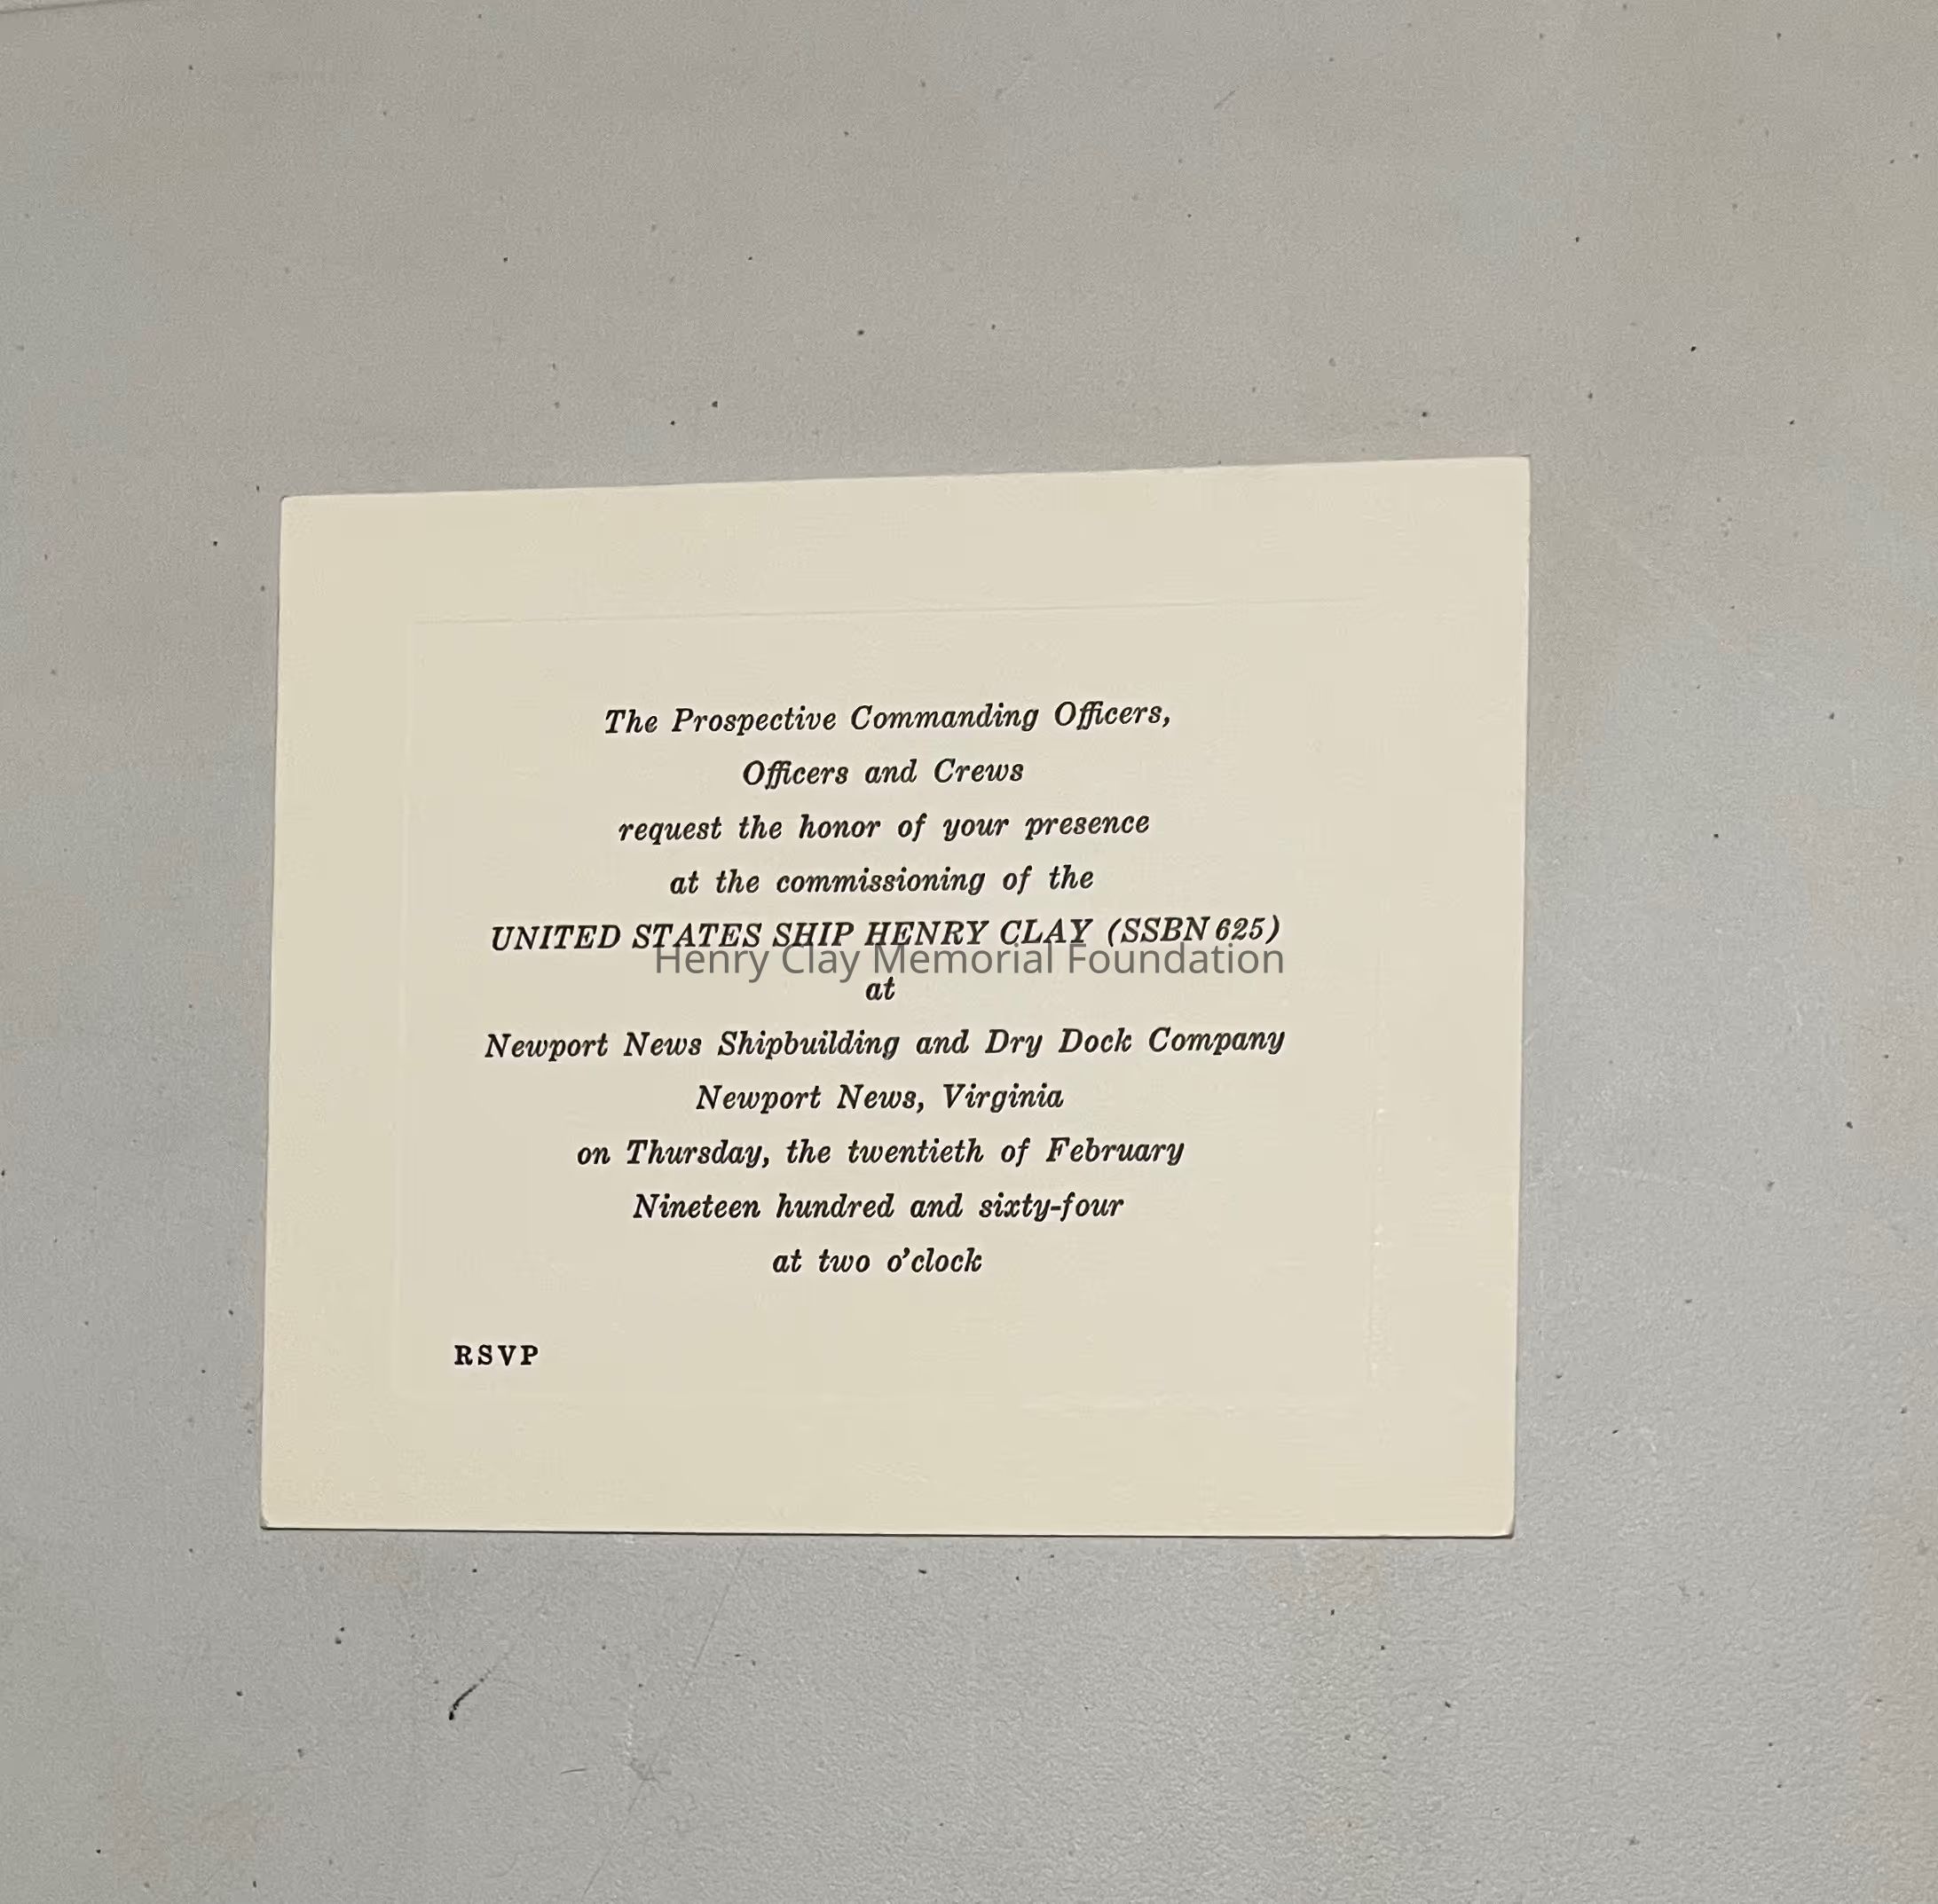 The Prospective Commanding Officers,
Officers and Crews
request the honor of your presence
at the commissioning of the
UNITED STATES SHIP HENRY CLAY (SSBN 625)
Henry Clay Memorial Foundation
at
Newport News Shipbuilding and Dry Dock Company
Newport News, Virginia
on Thursday, the twentieth of February
Nineteen hundred and sixty-four
at two o'clock
RSVP